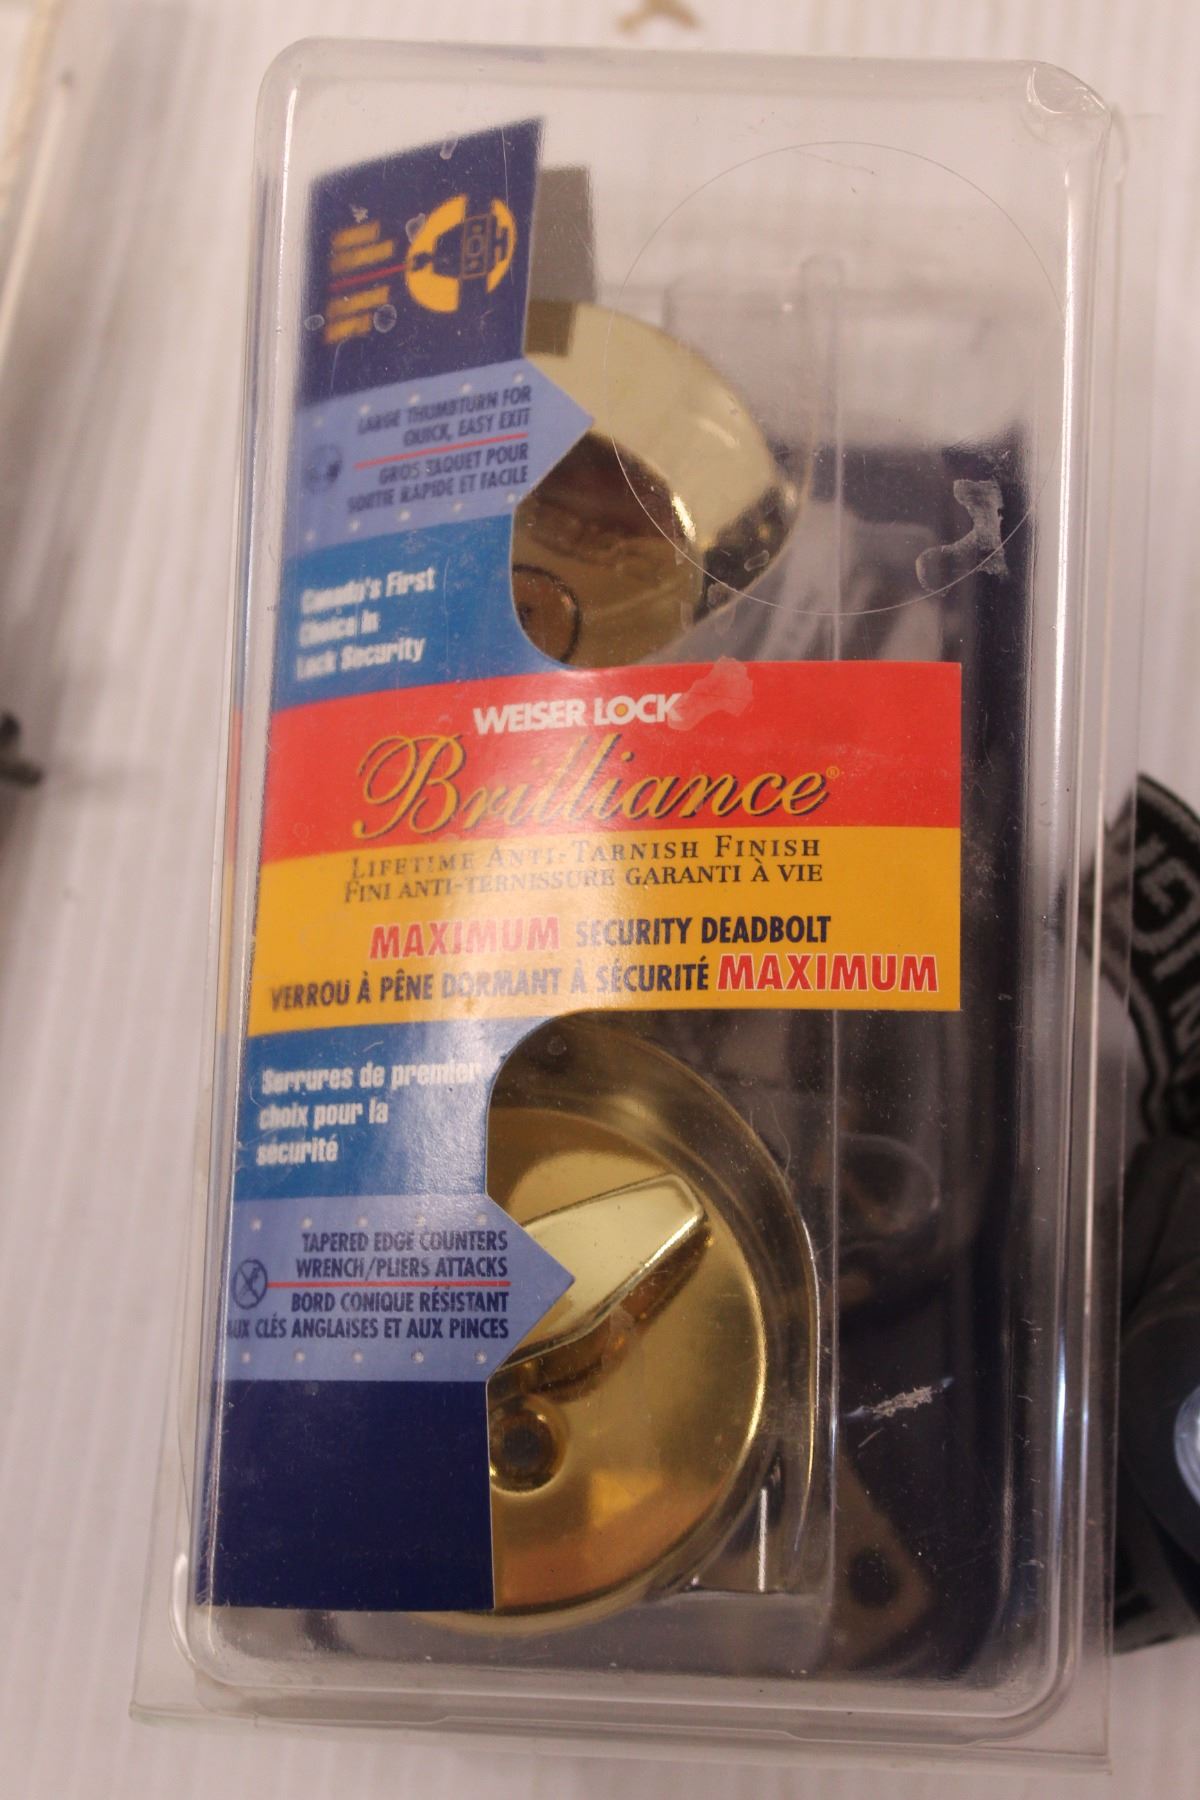 LARGE THUMBTURN FOR
QUICK, EASY EXIT
GROS TAQUET POUR
SORTIE RAPIDE ET FACILE
Canada's First
Choice in
Lock Security
WEISER LOCK
Brilliance®
LIFETIME ANTI-TARNISH FINISH
FINI ANTI-TERNISSURE GARANTI À VIE
MAXIMUM SECURITY DEADBOLT
VERROU À PÊNE DORMANT À SÉCURITÉ MAXIMUM
Serrures de premier
choix pour la
sécurité
TAPERED EDGE COUNTERS
WRENCH/PLIERS ATTACKS
BORD CONIQUE RÉSISTANT
AUX CLÉS ANGLAISES ET AUX PINCES